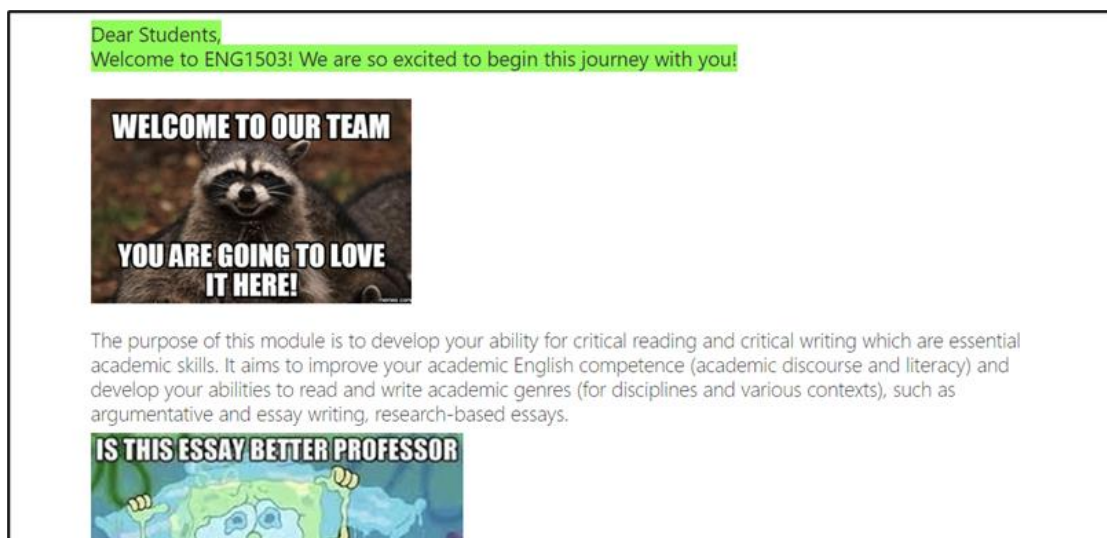 Dear Students,
Welcome to ENG1503! We are so excited to begin this journey with you!
WELCOME TO OUR TEAM
YOU ARE GOING TO LOVE
IT HERE!
The purpose of this module is to develop your ability for critical reading and critical writing which are essential
academic skills. It aims to improve your academic English competence (academic discourse and literacy) and
develop your abilities to read and write academic genres (for disciplines and various contexts), such as
argumentative and essay writing, research-based essays.
IS THIS ESSAY BETTER PROFESSOR